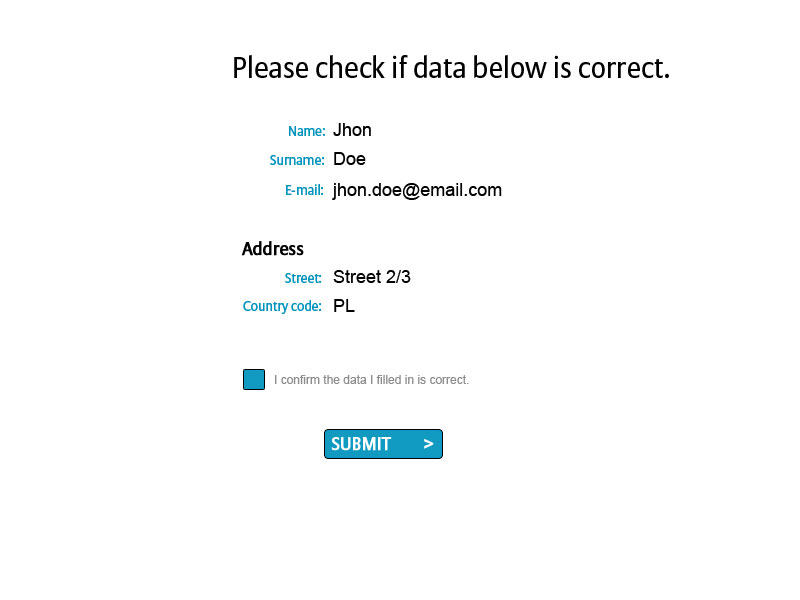 Please check if data below is correct.
Name: Jhon
Surname: Doe
E-mail: jhon.doe@email.com
Address
Street: Street 2/3
Country code: PL
I confirm the data I filled in is correct.
SUBMIT >